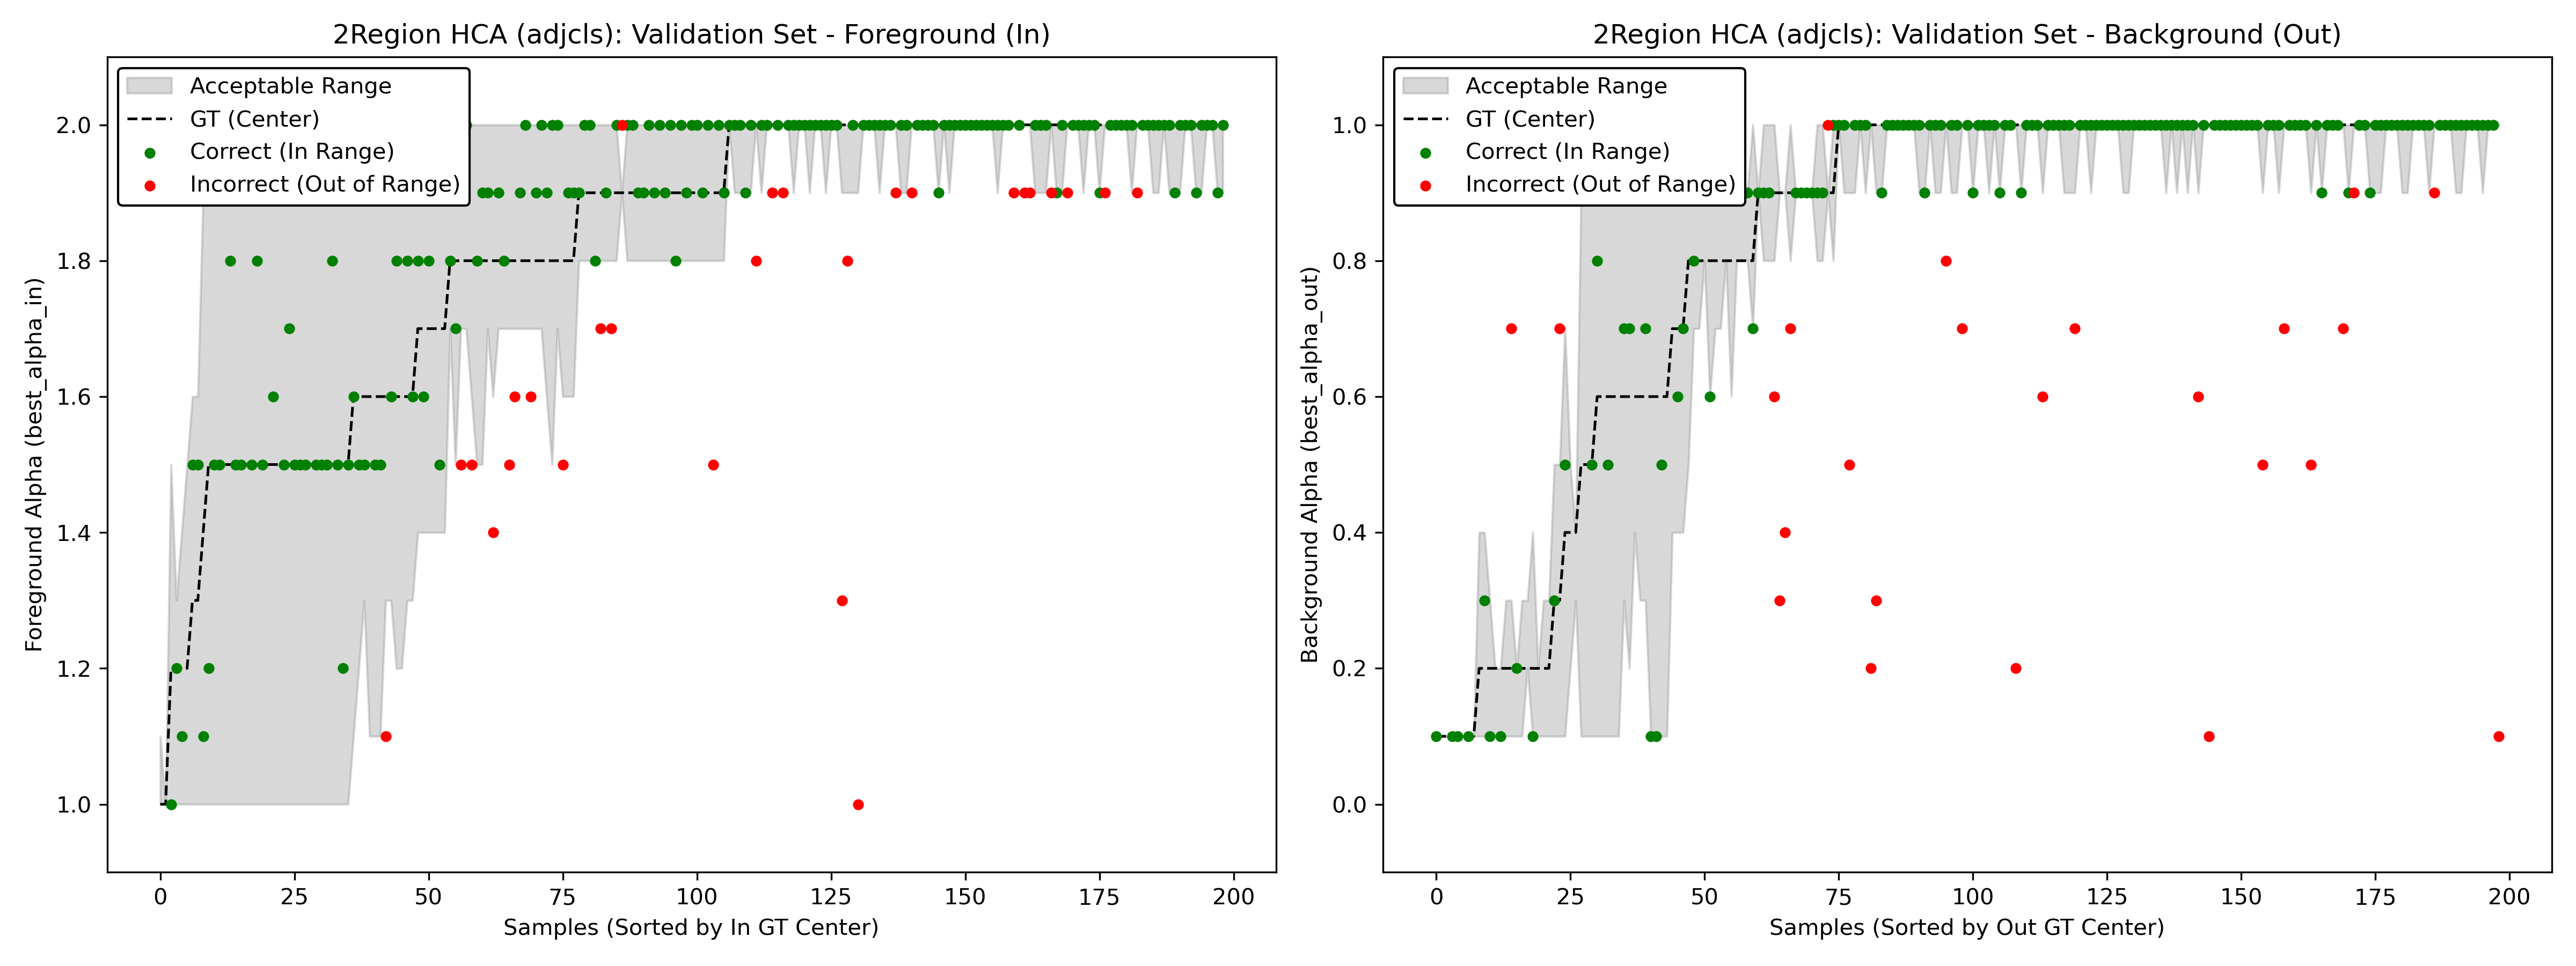 2Region HCA (adjcls): Validation Set - Foreground (In)
Acceptable Range
GT (Center)
Correct (In Range)
Incorrect (Out of Range)
Foreground Alpha (best_alpha_in)
2.0
1.8
1.6
1.4
1.2
1.0
0
25
50
75
100
125
150
175
200
Samples (Sorted by In GT Center)
2Region HCA (adjcls): Validation Set - Background (Out)
Acceptable Range
GT (Center)
Correct (In Range)
Incorrect (Out of Range)
Background Alpha (best_alpha_out)
1.0
0.8
0.6
0.4
0.2
0.0
0
25
50
75
100
125
150
175
200
Samples (Sorted by Out GT Center)